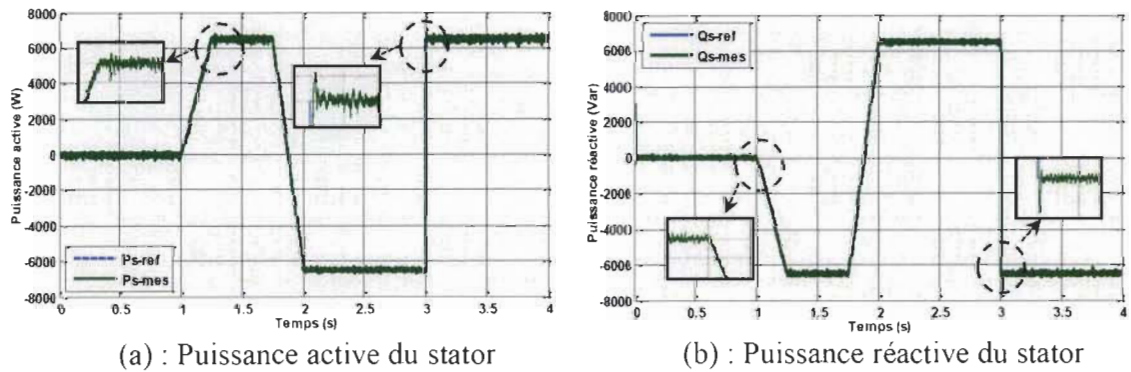 8000
6000
4000
2000
0
-2000
-4000
-6000
-8000
Puissance active (W)
Ps-ref
Ps-mes
0 0.5 1 1.5 2 2.5 3 3.5 4
Temps (s)
(a) : Puissance active du stator
8000
6000
4000
2000
0
-2000
-4000
-6000
-8000
Puissance réactive (Var)
Qs-ref
Qs-mes
0 0.5 1 1.5 2 2.5 3 3.5 4
Temps (s)
(b) : Puissance réactive du stator